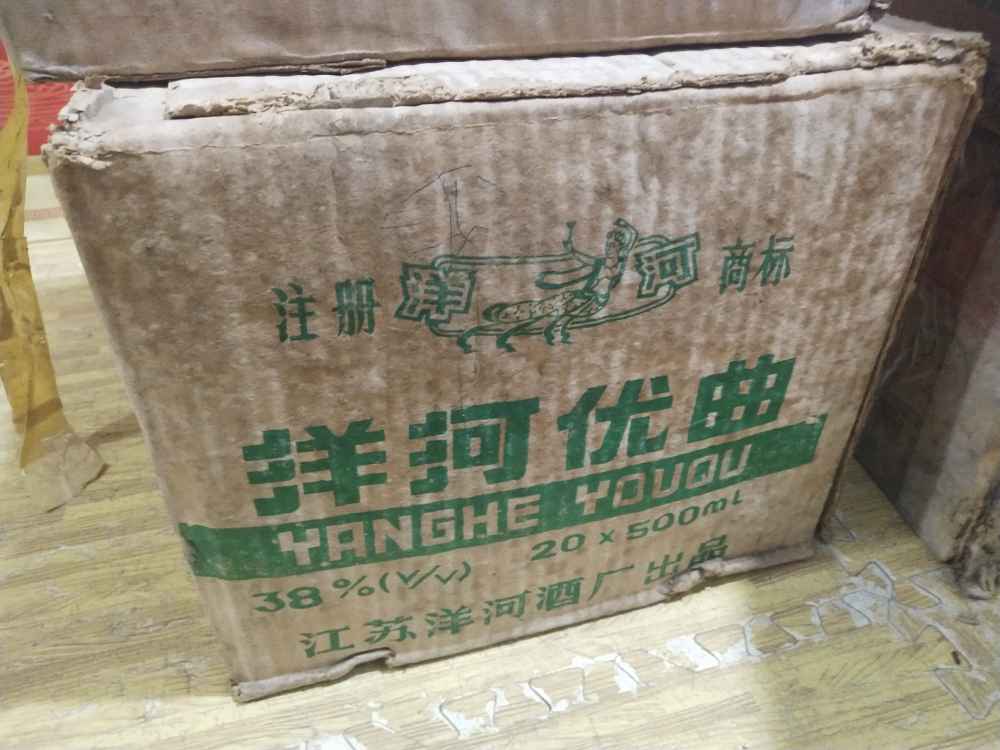 注册 洋河 商标
洋河优曲
YANGHE YOUQU
38%(V/V) 20×500mL
江苏洋河酒厂出品